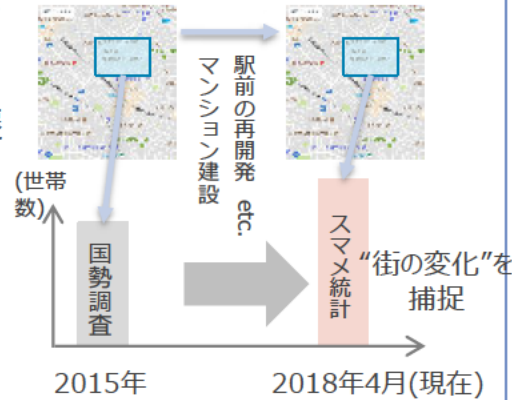 駅前の再開発 etc.
マンション建設
(世帯
数)
国勢調査
スマメ統計
“街の変化”を
捕捉
2015年
2018年4月(現在)